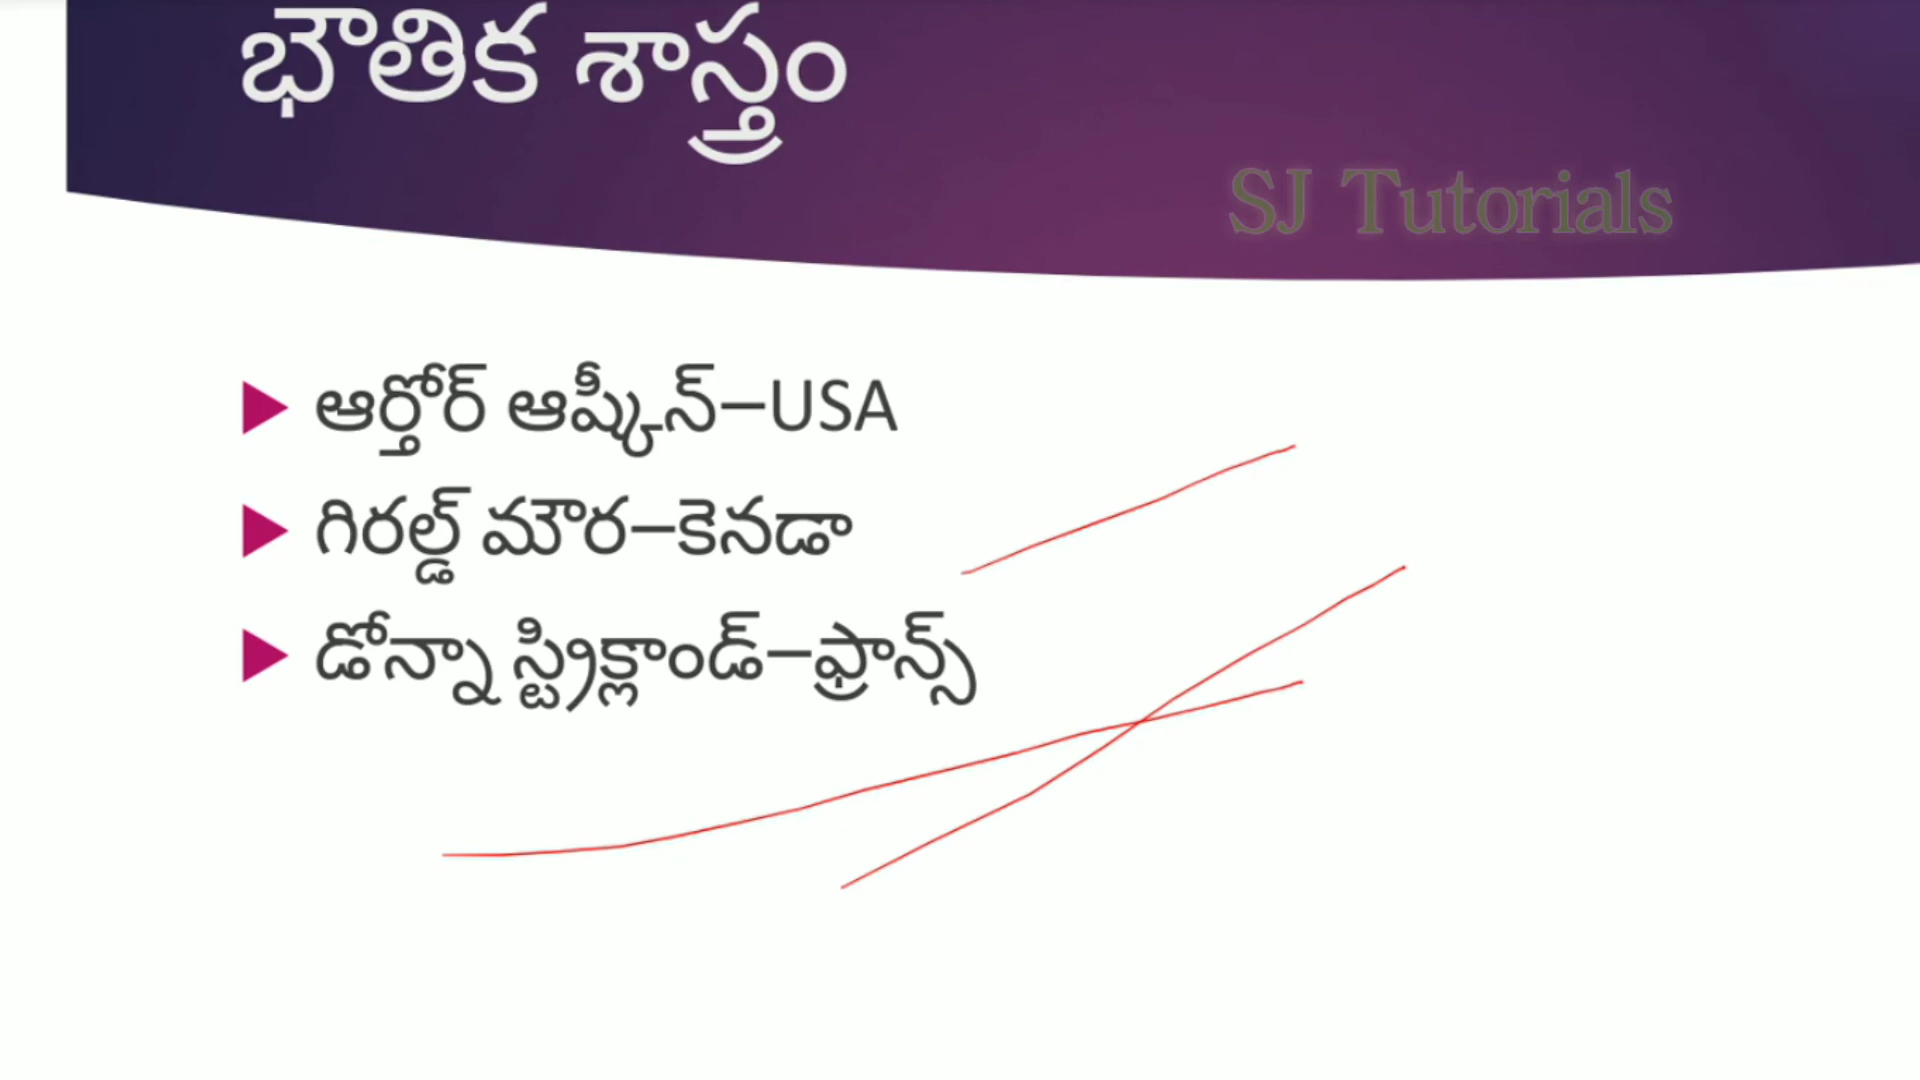 భౌతిక శాస్త్రం
SJ Tutorials
ఆర్తోర్ ఆష్కీన్–USA
గిరల్డ్ మౌర–కెనడా
డోన్నా స్ట్రిక్లాండ్–ఫ్రాన్స్